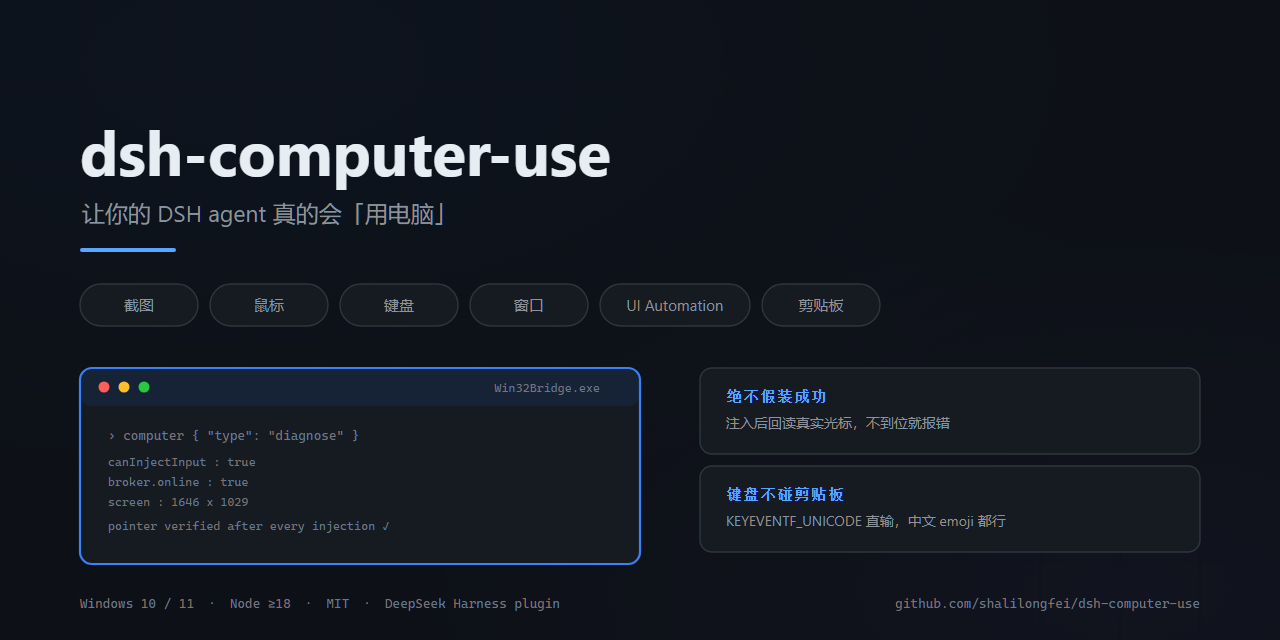 dsh-computer-use
让你的 DSH agent 真的会「用电脑」
截图
鼠标
键盘
窗口
UI Automation
剪贴板
Win32Bridge.exe
› computer { "type": "diagnose" }
canInjectInput : true
broker.online : true
screen : 1646 x 1029
pointer verified after every injection ✓
绝不假装成功
注入后回读真实光标，不到位就报错
键盘不碰剪贴板
KEYEVENTF_UNICODE 直输，中文 emoji 都行
Windows 10 / 11 · Node ≥18 · MIT · DeepSeek Harness plugin
github.com/shalilongfei/dsh-computer-use